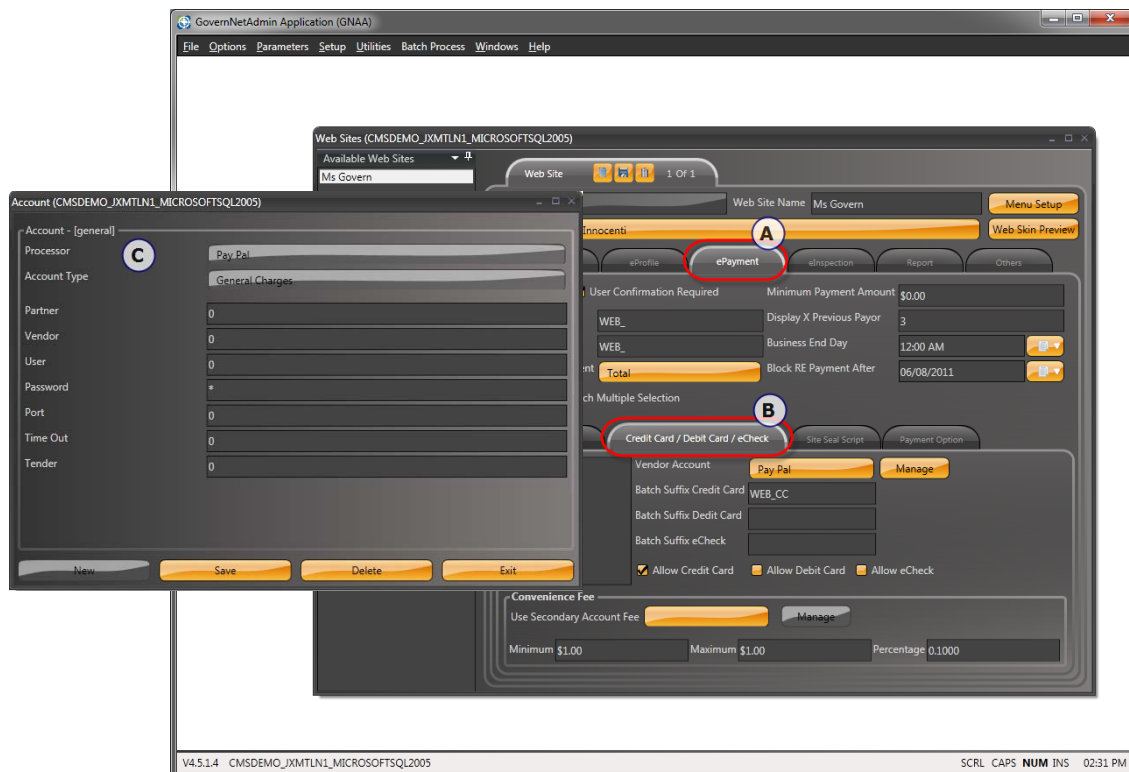 GovernNetAdmin Application (GNAA)
File Options Parameters Setup Utilities Batch Process Windows Help
Web Sites (CMSDEMO_JXMTLN1_MICROSOFTSQL2005)
Available Web Sites
Ms Govern
Web Site 1 Of 1
Web Site Name Ms Govern Menu Setup
Innocenti Web Skin Preview
A
eProfile ePayment eInspection Report Others
User Confirmation Required Minimum Payment Amount $0.00
WEB_ Display X Previous Payor 3
WEB_ Business End Day 12:00 AM
Total Block RE Payment After 06/08/2011
Multiple Selection
B
Credit Card / Debit Card / eCheck Site Seal Script Payment Option
Vendor Account Pay Pal Manage
Batch Suffix Credit Card WEB_CC
Batch Suffix Dedit Card
Batch Suffix eCheck
Allow Credit Card Allow Debit Card Allow eCheck
Convenience Fee
Use Secondary Account Fee Manage
Minimum $1.00 Maximum $1.00 Percentage 0.1000
Account (CMSDEMO_JXMTLN1_MICROSOFTSQL2005)
Account - [general]
C
Processor Pay Pal
Account Type General Charges
Partner 0
Vendor 0
User 0
Password *
Port 0
Time Out 0
Tender 0
New Save Delete Exit
V4.5.1.4 CMSDEMO_JXMTLN1_MICROSOFTSQL2005 SCRL CAPS NUM INS 02:31 PM